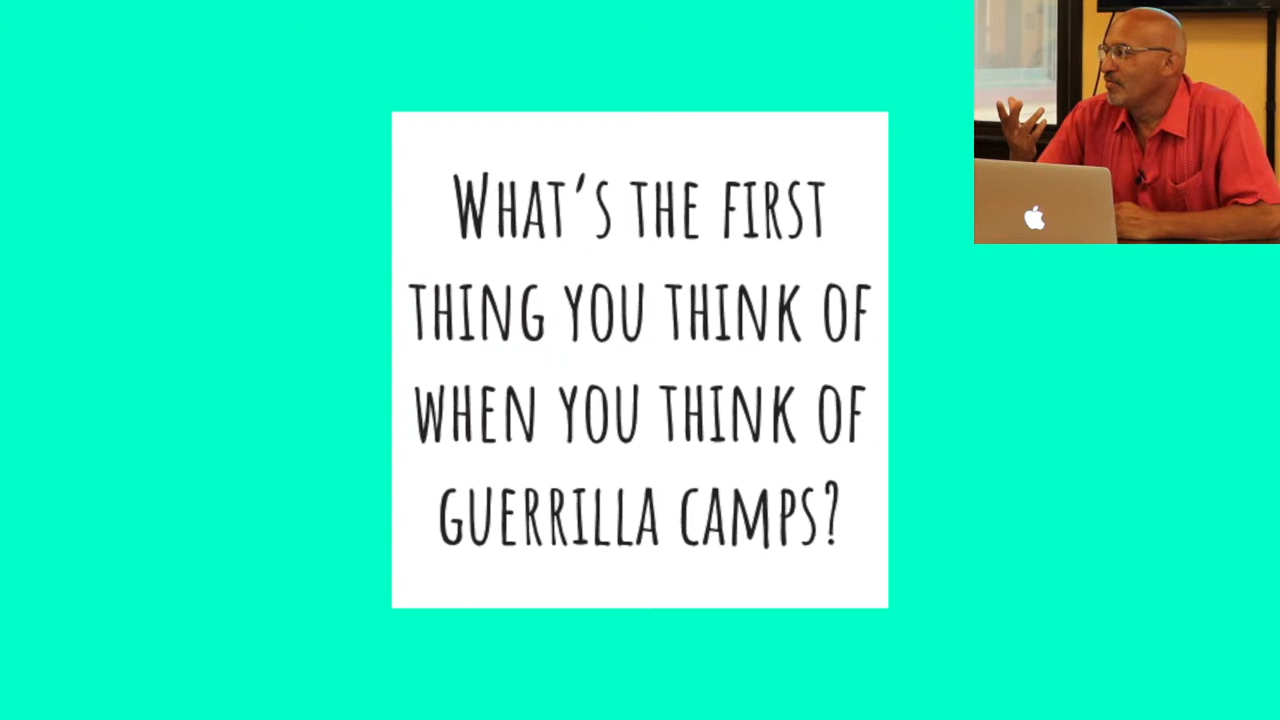 What's the first
thing you think of
when you think of
guerrilla camps?